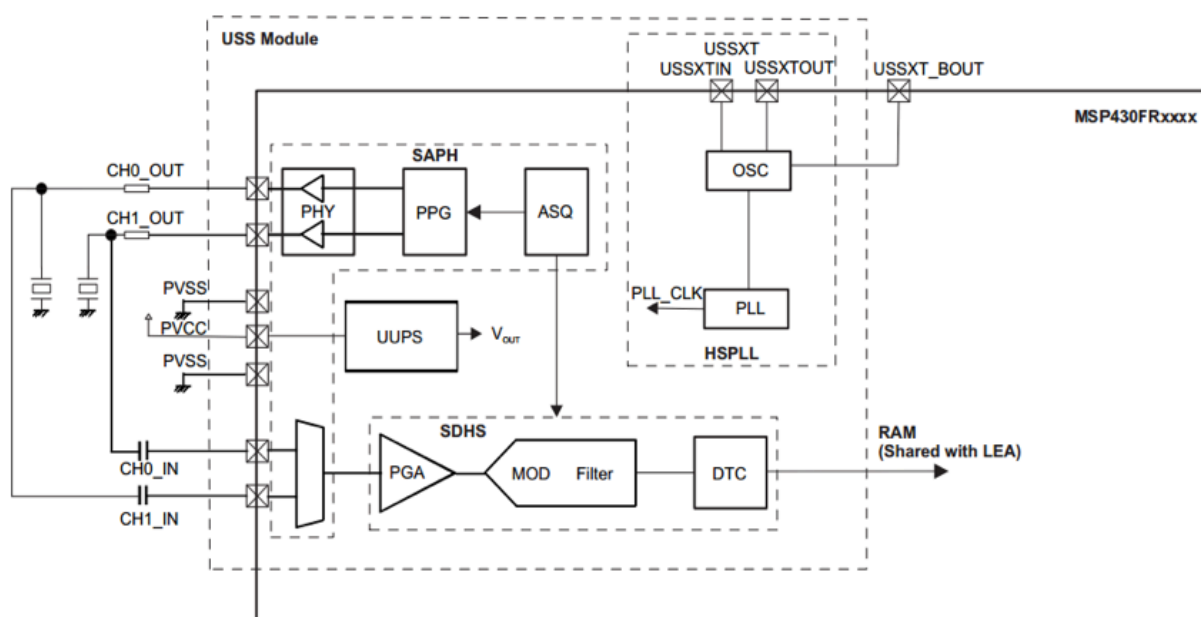 USS Module
USSXT
USSXTIN
USSXTOUT
USSXT_BOUT
MSP430FRxxxx
SAPH
CH0_OUT
CH1_OUT
PHY
PPG
ASQ
OSC
PVSS
PVCC
PVSS
UUPS
VOUT
PLL_CLK
PLL
HSPLL
SDHS
RAM
(Shared with LEA)
PGA
MOD Filter
DTC
CH0_IN
CH1_IN